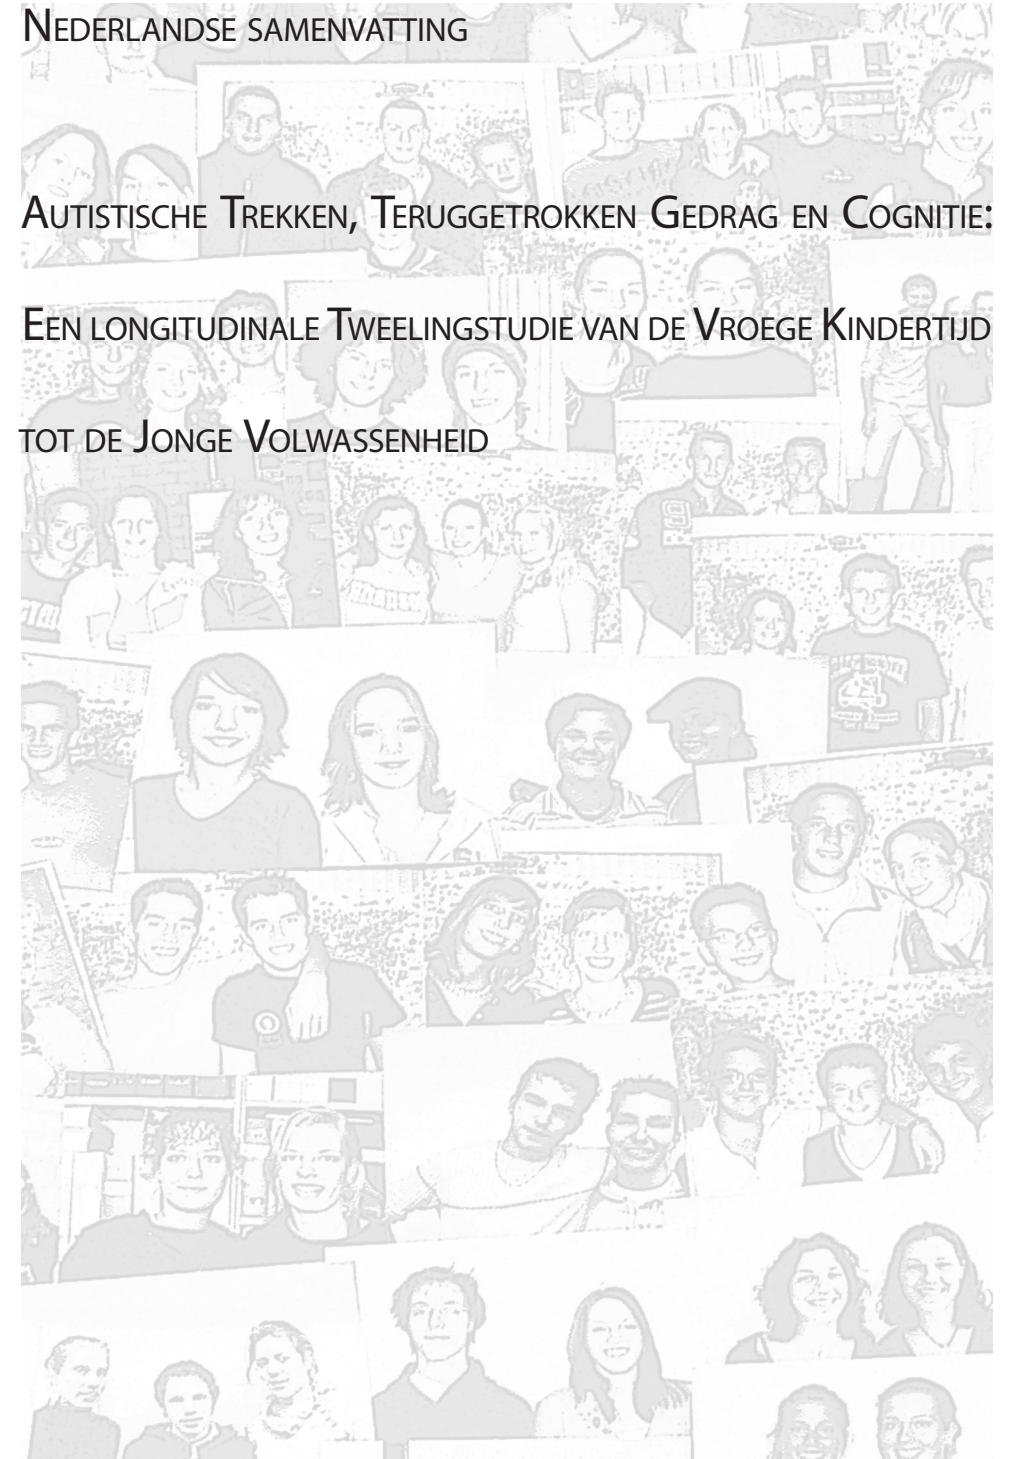 Nederlandse samenvatting
Autistische Trekken, Teruggetrokken Gedrag en Cognitie:
Een longitudinale Tweelingstudie van de Vroege Kindertijd
tot de Jonge Volwassenheid